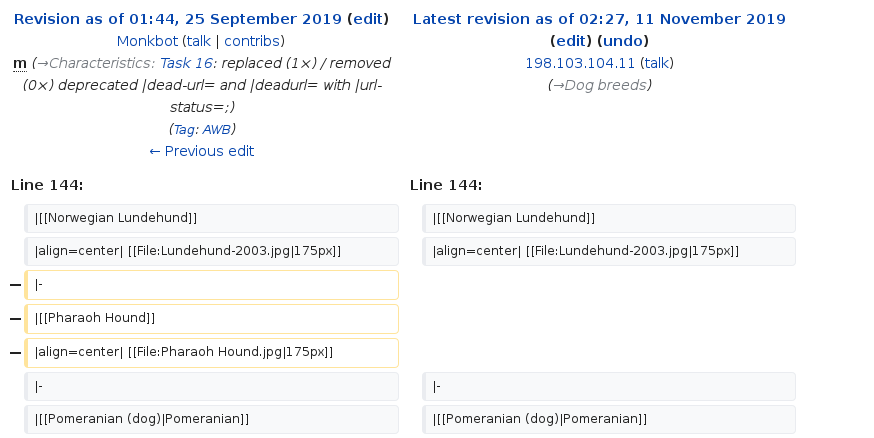 Revision as of 01:44, 25 September 2019 (edit)
Monkbot (talk | contribs)
m (→Characteristics: Task 16: replaced (1×) / removed
(0×) deprecated |dead-url= and |deadurl= with |url-
status=;)
(Tag: AWB)
← Previous edit
Latest revision as of 02:27, 11 November 2019
(edit) (undo)
198.103.104.11 (talk)
(→Dog breeds)
Line 144:
Line 144:
|[[Norwegian Lundehund]]
|[[Norwegian Lundehund]]
|align=center| [[File:Lundehund-2003.jpg|175px]]
|align=center| [[File:Lundehund-2003.jpg|175px]]
− |-
− |[[Pharaoh Hound]]
− |align=center| [[File:Pharaoh Hound.jpg|175px]]
|-
|-
|[[Pomeranian (dog)|Pomeranian]]
|[[Pomeranian (dog)|Pomeranian]]